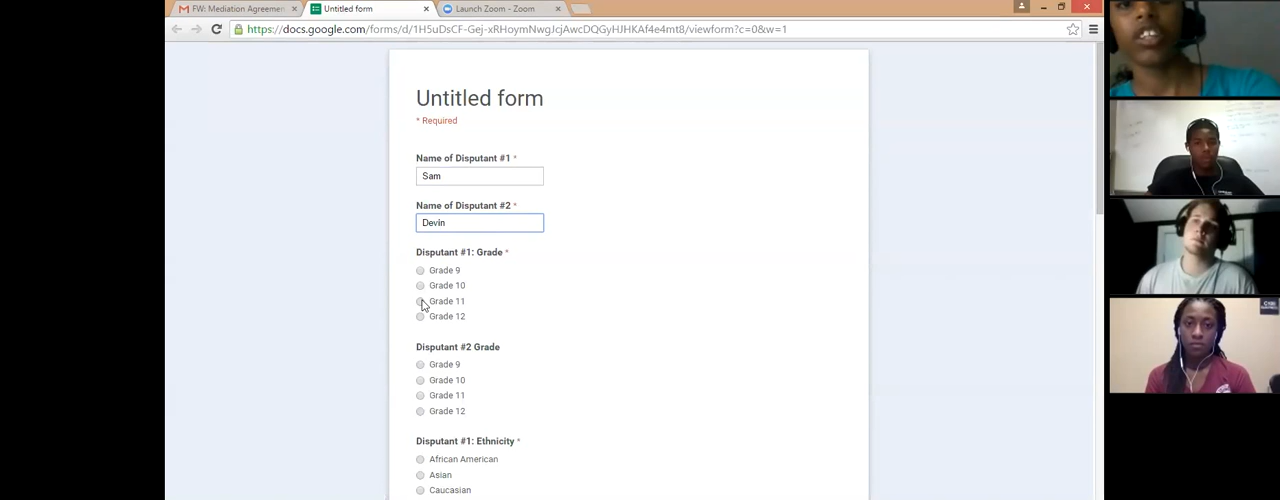 FW: Mediation Agreemen
Untitled form
Launch Zoom - Zoom
https://docs.google.com/forms/d/1H5uDsCF-Gej-xRHoymNwgJcjAwcDQGyHJHKAf4e4mt8/viewform?c=0&w=1
Untitled form
* Required
Name of Disputant #1 *
Sam
Name of Disputant #2 *
Devin
Disputant #1: Grade *
Grade 9
Grade 10
Grade 11
Grade 12
Disputant #2 Grade
Grade 9
Grade 10
Grade 11
Grade 12
Disputant #1: Ethnicity *
African American
Asian
Caucasian